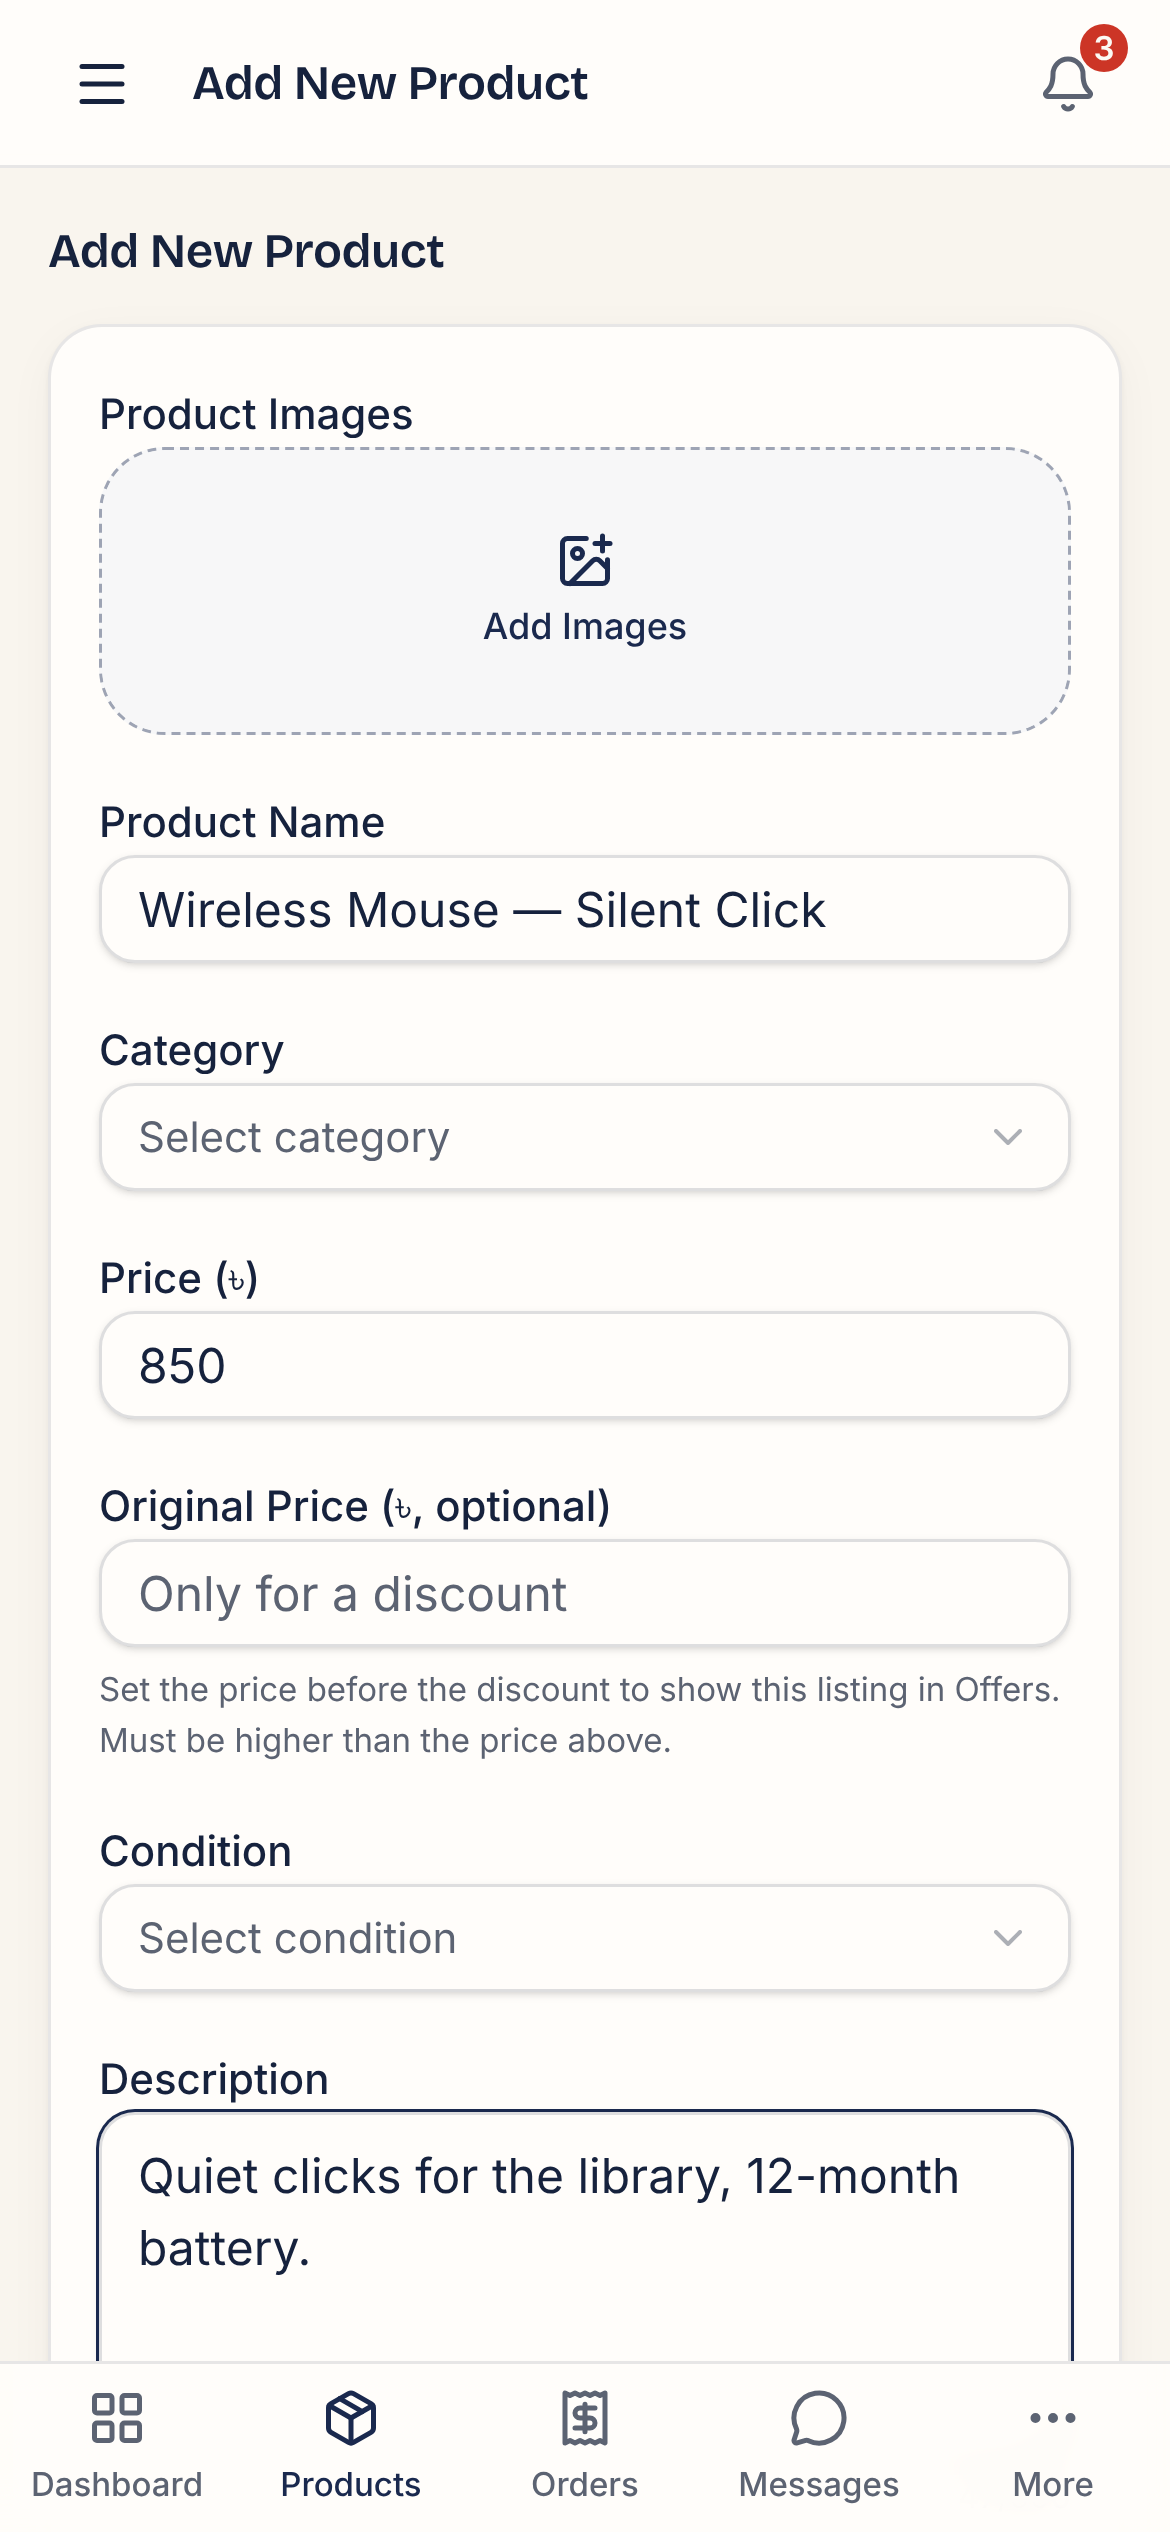 Add New Product
3
Add New Product
Product Images
Add Images
Product Name
Wireless Mouse — Silent Click
Category
Select category
Price (৳)
850
Original Price (৳, optional)
Only for a discount
Set the price before the discount to show this listing in Offers.
Must be higher than the price above.
Condition
Select condition
Description
Quiet clicks for the library, 12-month
battery.
Dashboard
Products
Orders
Messages
More